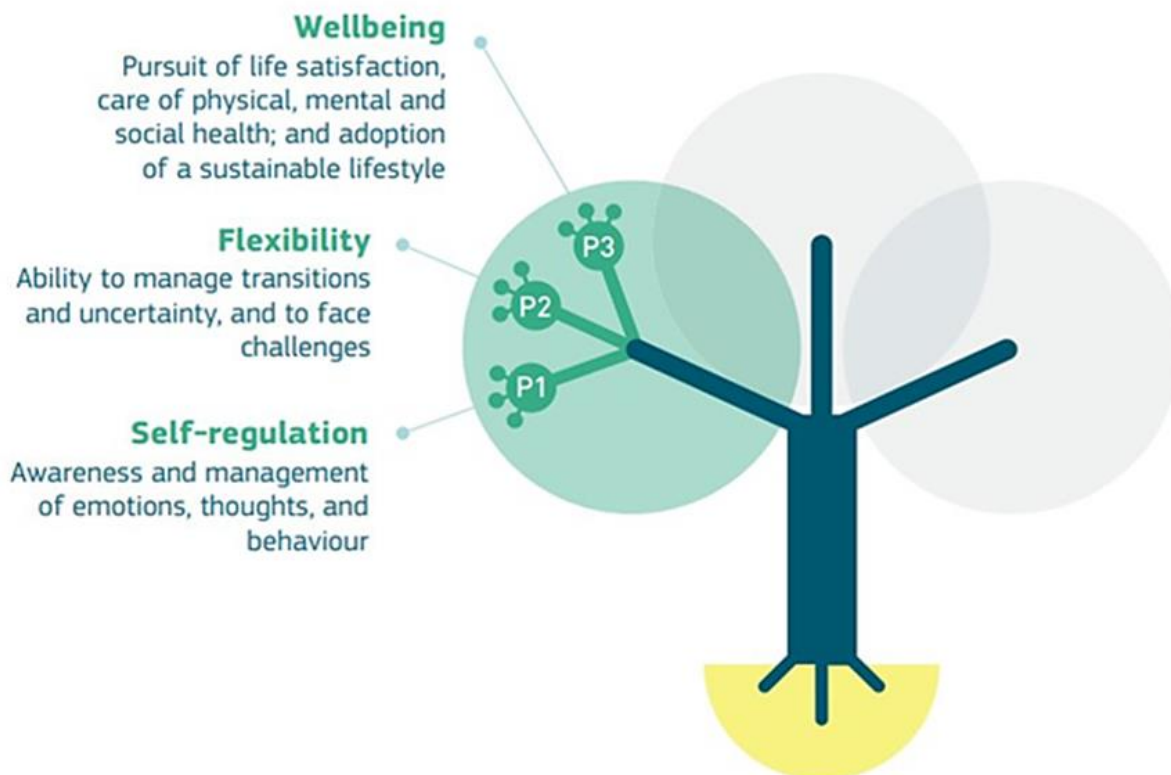 Wellbeing
Pursuit of life satisfaction,
care of physical, mental and
social health; and adoption
of a sustainable lifestyle
P3
Flexibility
Ability to manage transitions
and uncertainty, and to face
challenges
P2
Self-regulation
Awareness and management
of emotions, thoughts, and
behaviour
P1